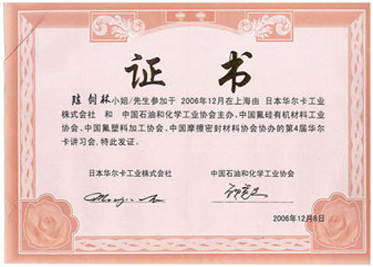 证 书
陆剑林小姐/先生参加于 2006年12月在上海由 日本华尔卡工业
株式会社 和 中国石油和化学工业协会主办、中国氟硅有机材料工业
协会、中国氟塑料加工协会、中国摩擦密封材料协会协办的第4届华尔
卡讲习会,特此发证。
日本华尔卡工业株式会社 中国石油和化学工业协会
2006年12月8日